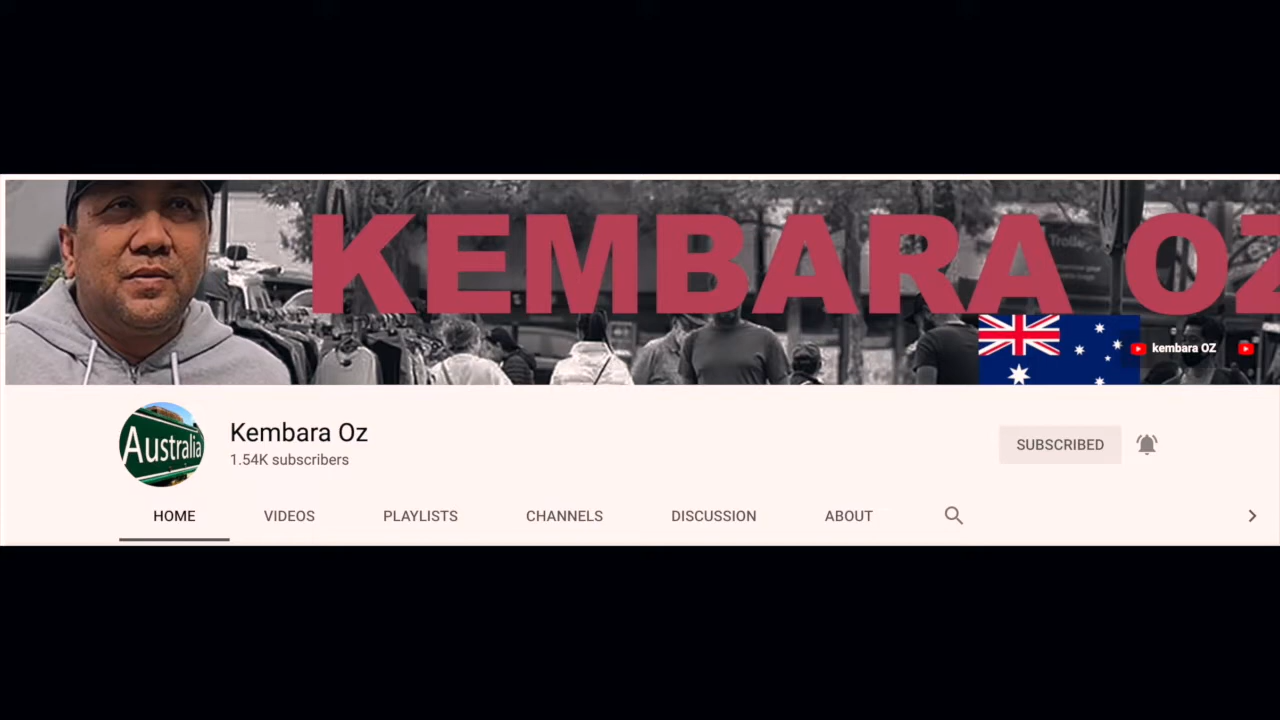 KEMBARA OZ
kembara OZ
Australia
Kembara Oz
1.54K subscribers
SUBSCRIBED
HOME VIDEOS PLAYLISTS CHANNELS DISCUSSION ABOUT